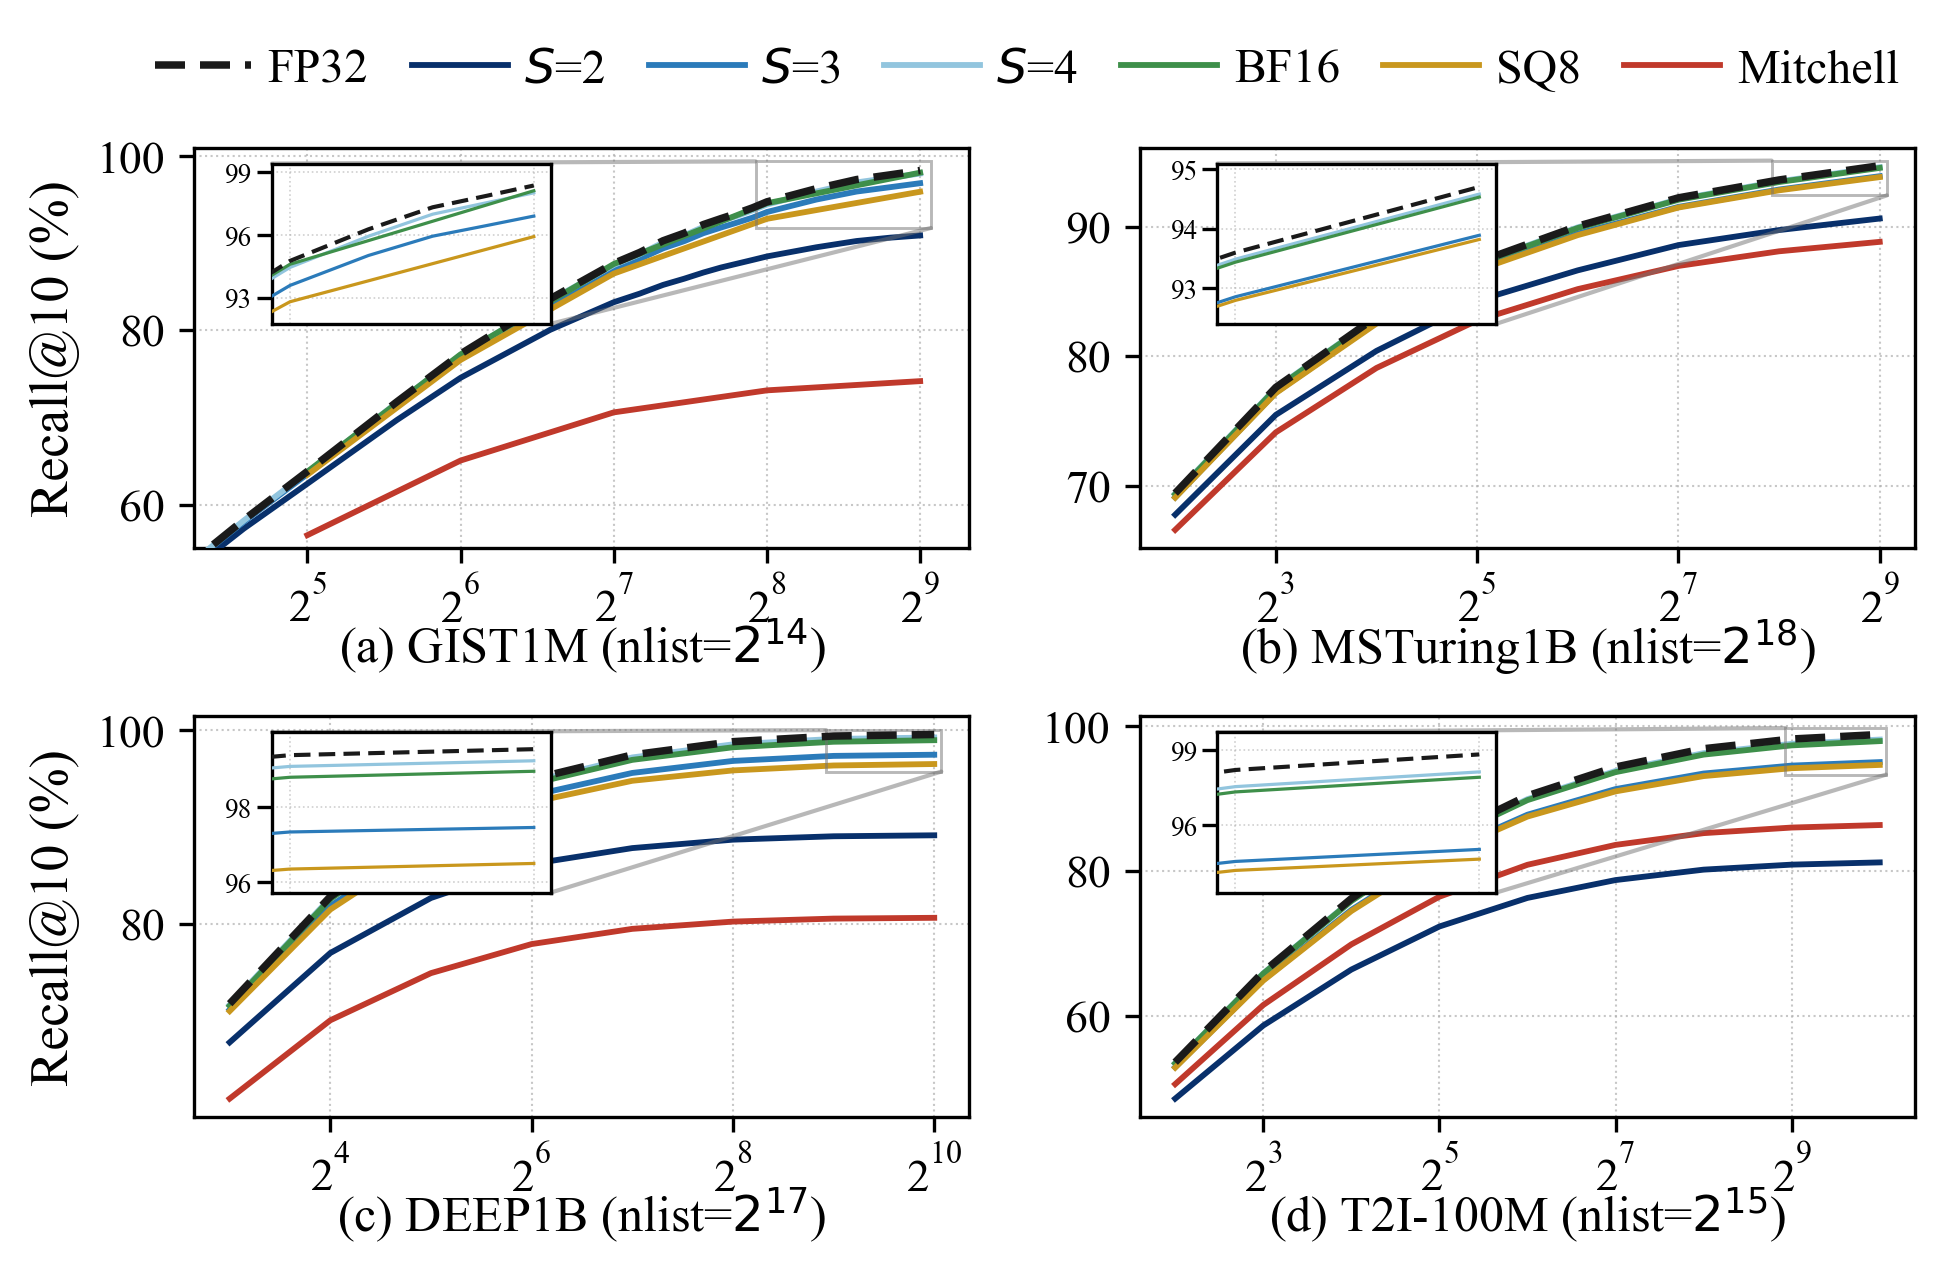 FP32 S=2 S=3 S=4 BF16 SQ8 Mitchell
Recall@10 (%)
100
80
60
99
96
93
2^5 2^6 2^7 2^8 2^9
(a) GIST1M (nlist=2^14)
90
80
70
95
94
93
2^3 2^5 2^7 2^9
(b) MSTuring1B (nlist=2^18)
Recall@10 (%)
100
80
98
96
2^4 2^6 2^8 2^10
(c) DEEP1B (nlist=2^17)
100
80
60
99
96
2^3 2^5 2^7 2^9
(d) T2I-100M (nlist=2^15)